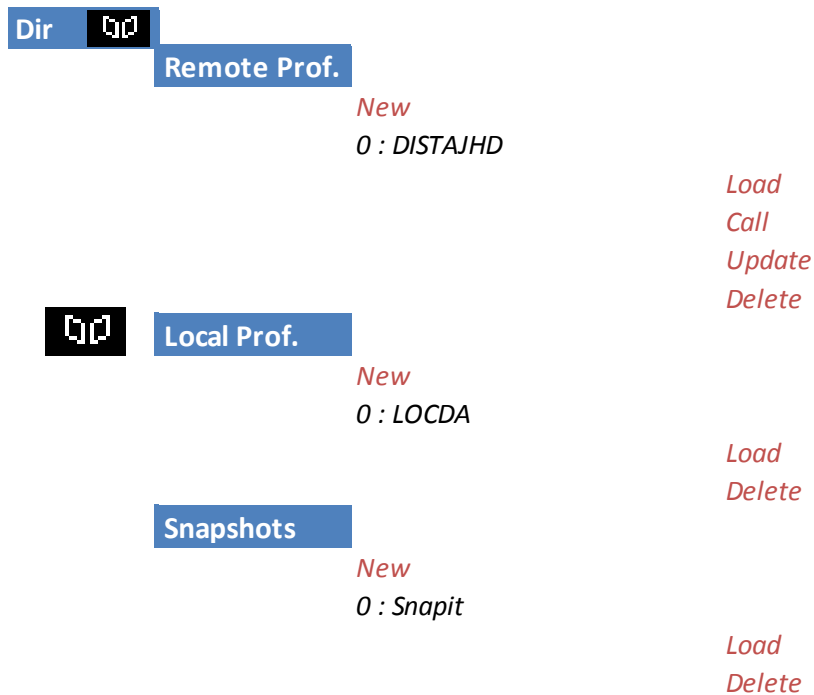 Dir
Remote Prof.
New
0 : DISTAJHD
Load
Call
Update
Delete
Local Prof.
New
0 : LOCDA
Load
Delete
Snapshots
New
0 : Snapit
Load
Delete